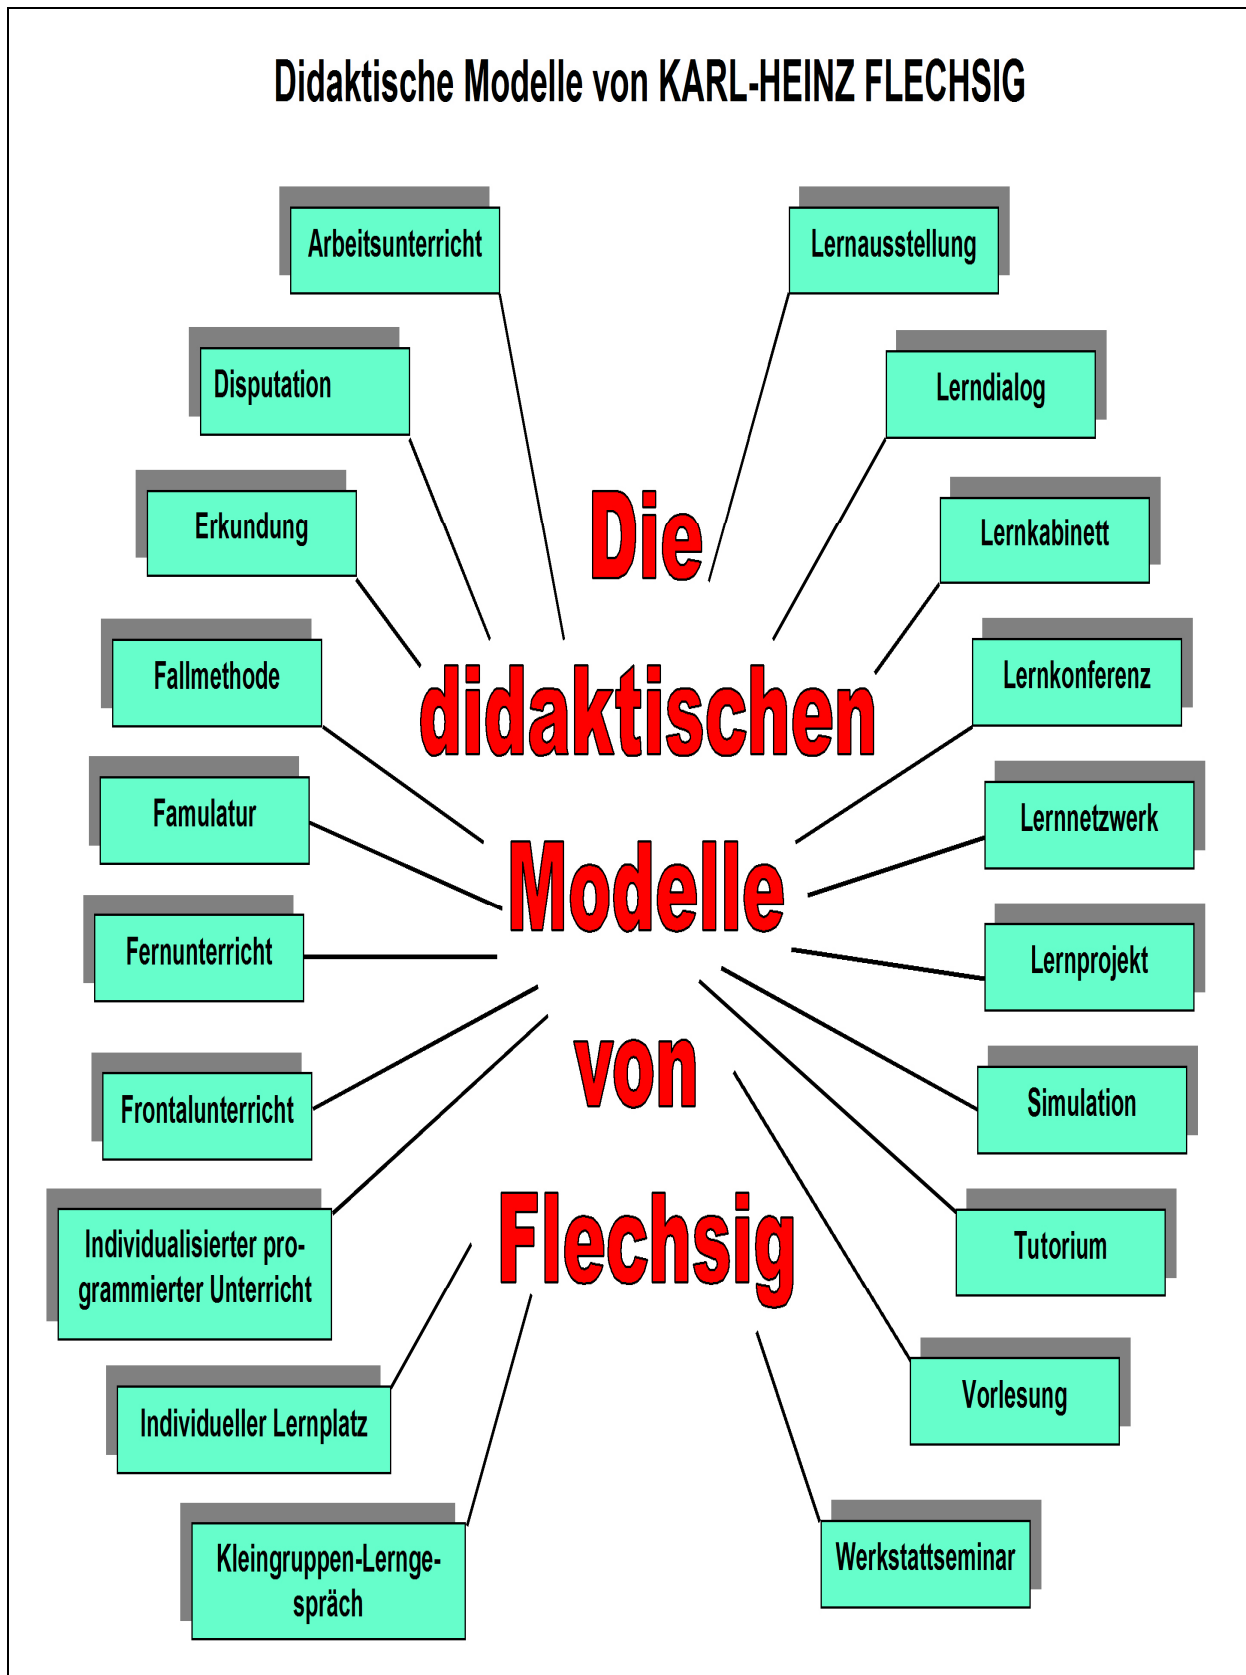 Didaktische Modelle von KARL-HEINZ FLECHSIG
Arbeitsunterricht
Disputation
Erkundung
Fallmethode
Famulatur
Fernunterricht
Frontalunterricht
Individualisierter pro-
grammierter Unterricht
Individueller Lernplatz
Kleingruppen-Lernge-
spräch
Die
didaktischen
Modelle
von
Flechsig
Lernausstellung
Lerndialog
Lernkabinett
Lernkonferenz
Lernnetzwerk
Lernprojekt
Simulation
Tutorium
Vorlesung
Werkstattseminar